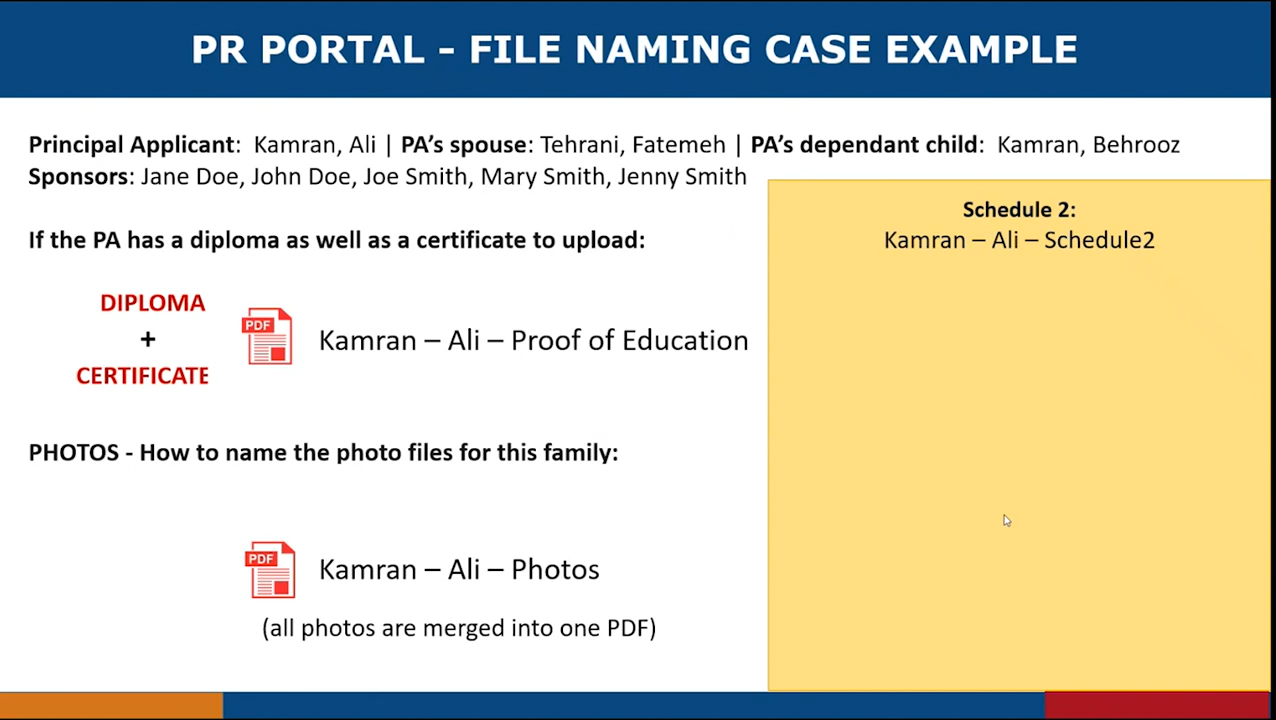 PR PORTAL - FILE NAMING CASE EXAMPLE
Principal Applicant: Kamran, Ali | PA's spouse: Tehrani, Fatemeh | PA's dependant child: Kamran, Behrooz
Sponsors: Jane Doe, John Doe, Joe Smith, Mary Smith, Jenny Smith
If the PA has a diploma as well as a certificate to upload:
DIPLOMA
+
CERTIFICATE
PDF
Kamran – Ali – Proof of Education
PHOTOS - How to name the photo files for this family:
PDF
Kamran – Ali – Photos
(all photos are merged into one PDF)
Schedule 2:
Kamran – Ali – Schedule2